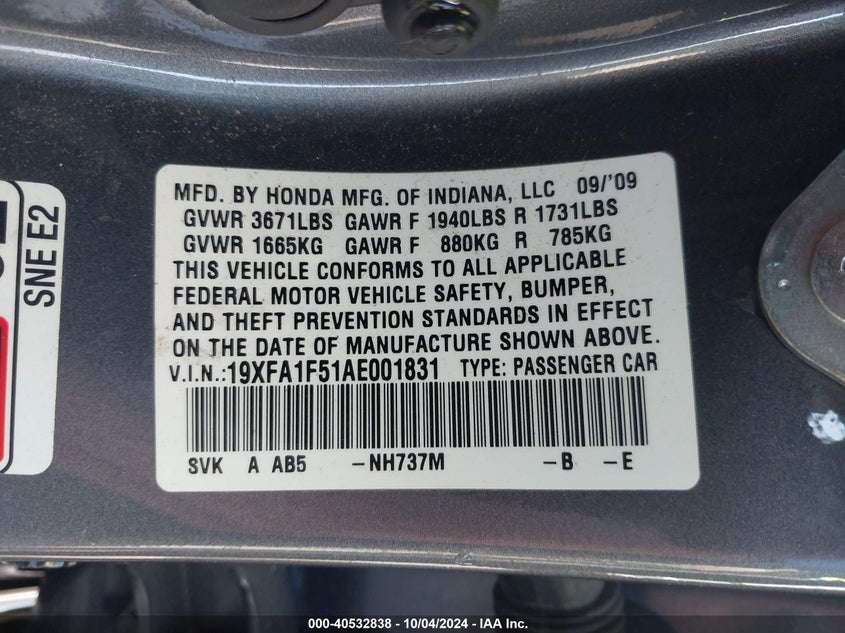 MFD. BY HONDA MFG. OF INDIANA, LLC 09/'09
GVWR 3671LBS GAWR F 1940LBS R 1731LBS
GVWR 1665KG GAWR F 880KG R 785KG
THIS VEHICLE CONFORMS TO ALL APPLICABLE
FEDERAL MOTOR VEHICLE SAFETY, BUMPER,
AND THEFT PREVENTION STANDARDS IN EFFECT
ON THE DATE OF MANUFACTURE SHOWN ABOVE.
V.I.N.:19XFA1F51AE001831 TYPE: PASSENGER CAR
SVK A AB5 -NH737M -B -E
SNE E2
000-40532838 - 10/04/2024 - IAA Inc.